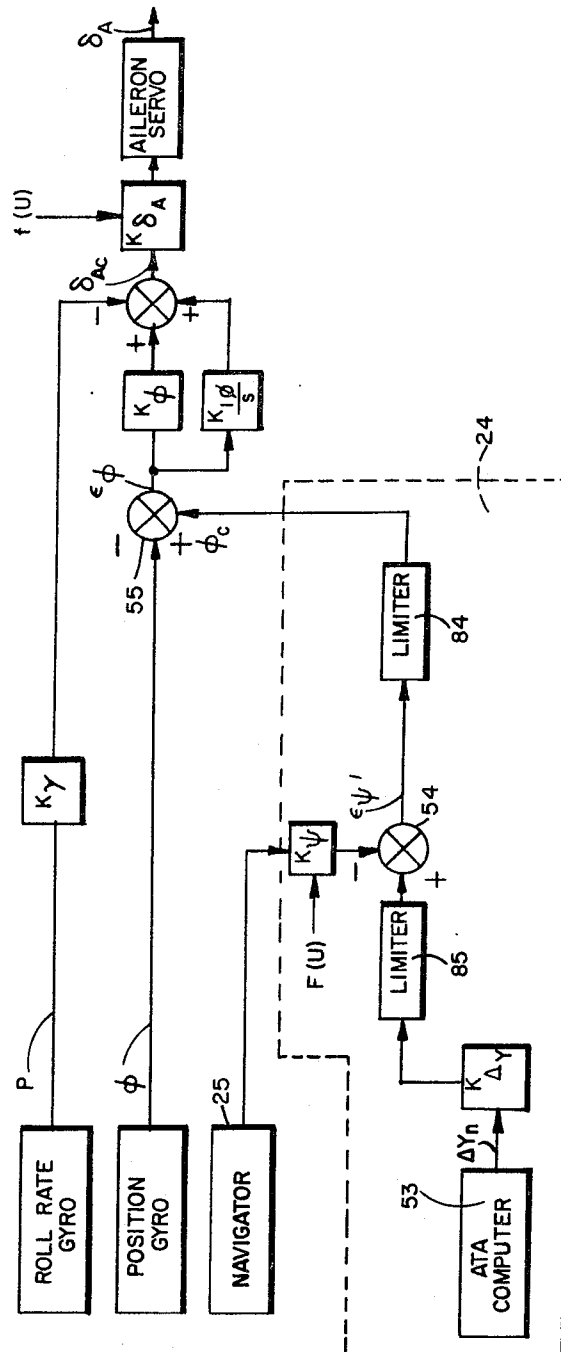 ROLL RATE
GYRO
P
Kγ
POSITION
GYRO
ϕ
55
−
+
ϕc
ϵϕ
Kϕ
K1ϕ/s
−
+
+
δAc
f (U)
KδA
AILERON
SERVO
δA
NAVIGATOR
25
F (U)
Kψ
−
+
54
ϵψ'
LIMITER
84
24
LIMITER
85
KΔY
ΔYn
53
ATA
COMPUTER